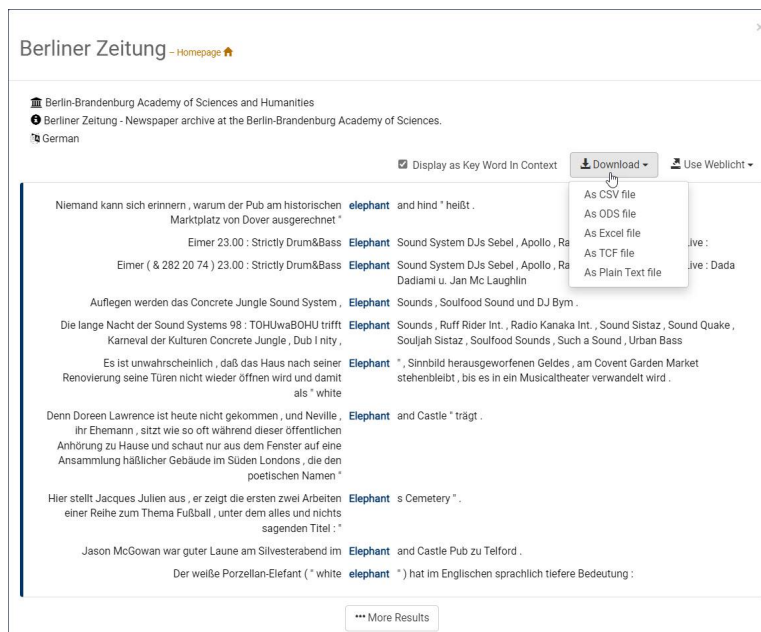 ×
Berliner Zeitung – Homepage
Berlin-Brandenburg Academy of Sciences and Humanities
Berliner Zeitung - Newspaper archive at the Berlin-Brandenburg Academy of Sciences.
German
Display as Key Word In Context Download Use Weblicht
As CSV file
As ODS file
As Excel file
As TCF file
As Plain Text file
Niemand kann sich erinnern , warum der Pub am historischen elephant and hind " heißt .
Marktplatz von Dover ausgerechnet "
Eimer 23.00 : Strictly Drum&Bass Elephant Sound System DJs Sebel , Apollo , Live :
Eimer ( & 282 20 74 ) 23.00 : Strictly Drum&Bass Elephant Sound System DJs Sebel , Apollo , Live : Dada
Dadiami u. Jan Mc Laughlin
Auflegen werden das Concrete Jungle Sound System , Elephant Sounds , Soulfood Sound und DJ Bym .
Die lange Nacht der Sound Systems 98 : TOHUwaBOHU trifft Elephant Sounds , Ruff Rider Int. , Radio Kanaka Int. , Sound Sistaz , Sound Quake ,
Karneval der Kulturen Concrete Jungle , Dub I nity , Souljah Sistaz , Soulfood Sounds , Such a Sound , Urban Bass
Es ist unwahrscheinlich , daß das Haus nach seiner Elephant " , Sinnbild herausgeworfenen Geldes , am Covent Garden Market
Renovierung seine Türen nicht wieder öffnen wird und damit stehenbleibt , bis es in ein Musicaltheater verwandelt wird .
als " white
Denn Doreen Lawrence ist heute nicht gekommen , und Neville , Elephant and Castle " trägt .
ihr Ehemann , sitzt wie so oft während dieser öffentlichen
Anhörung zu Hause und schaut nur aus dem Fenster auf eine
Ansammlung häßlicher Gebäude im Süden Londons , die den
poetischen Namen "
Hier stellt Jacques Julien aus , er zeigt die ersten zwei Arbeiten Elephant s Cemetery " .
einer Reihe zum Thema Fußball , unter dem alles und nichts
sagenden Titel : "
Jason McGowan war guter Laune am Silvesterabend im Elephant and Castle Pub zu Telford .
Der weiße Porzellan-Elefant ( " white elephant " ) hat im Englischen sprachlich tiefere Bedeutung :
••• More Results